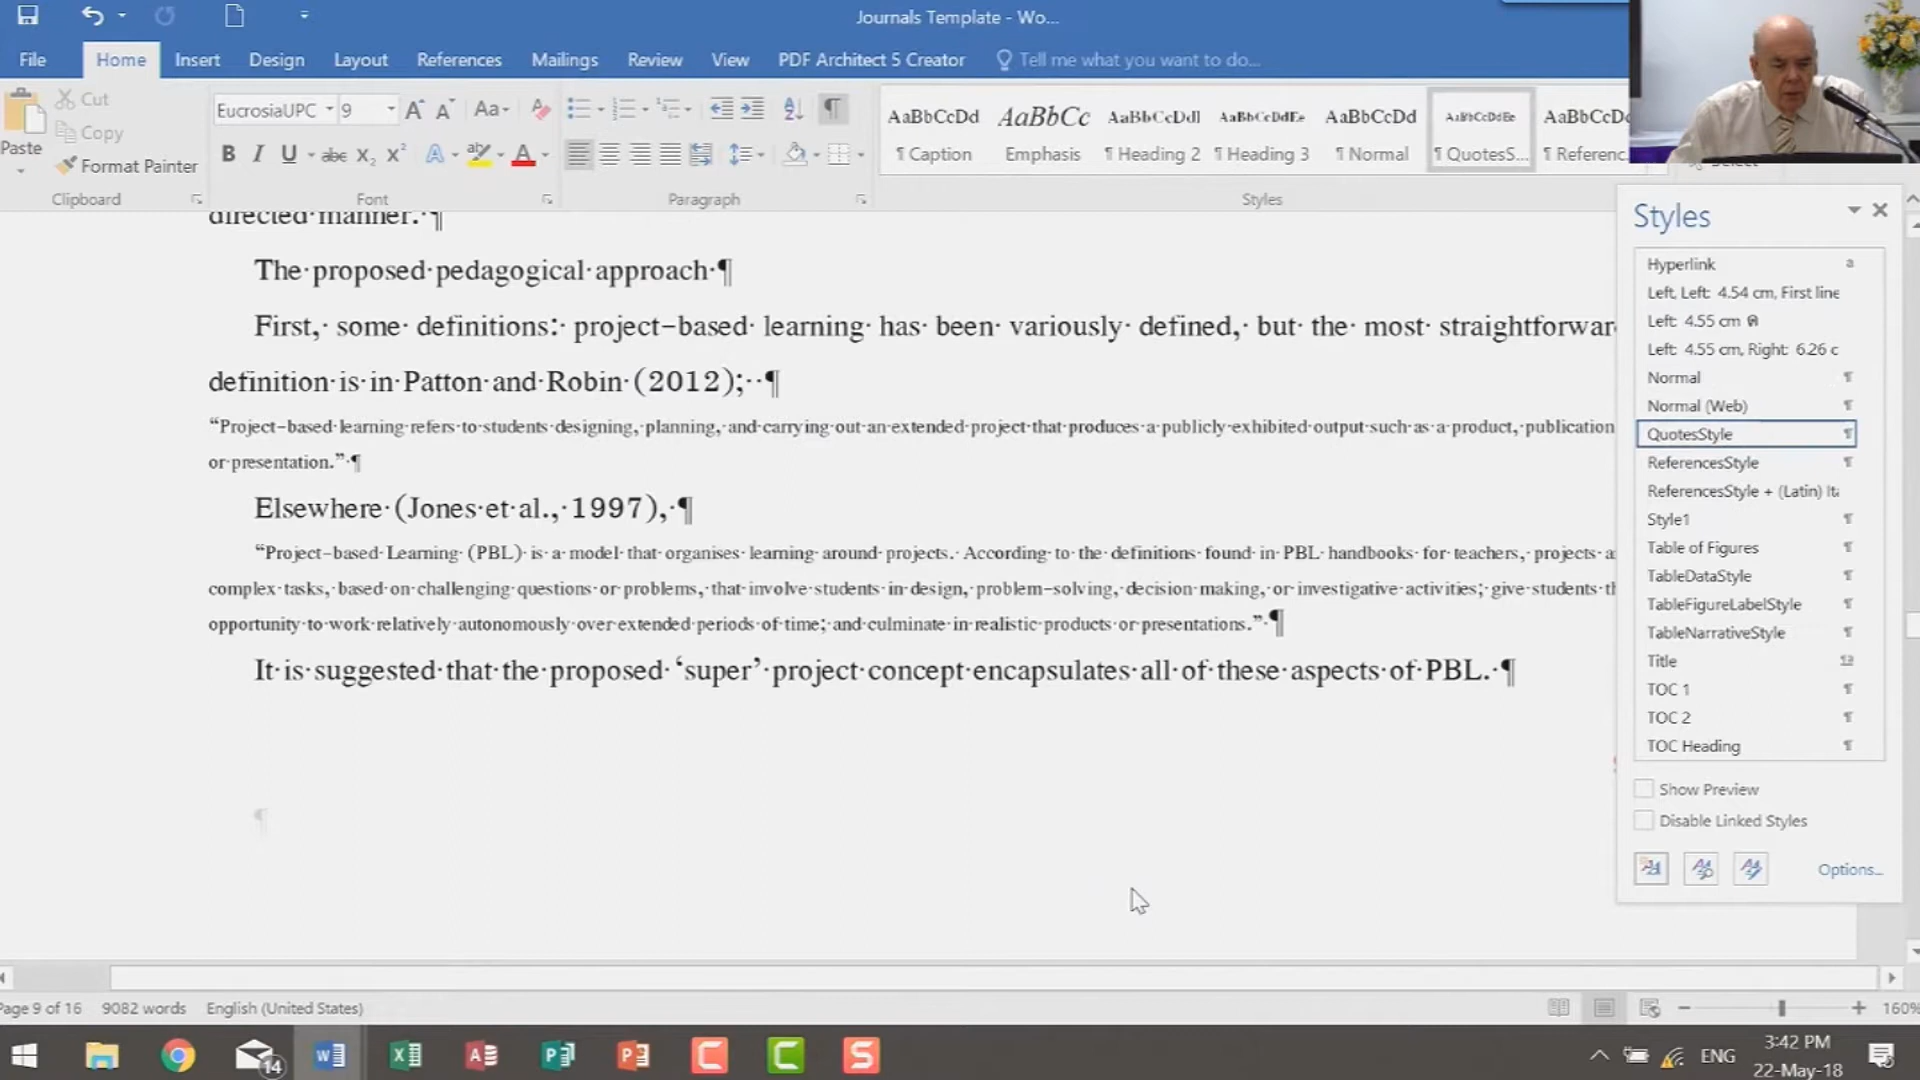 Journals Template - Wo...
File Home Insert Design Layout References Mailings Review View PDF Architect 5 Creator Tell me what you want to do...
Paste
Cut
Copy
Format Painter
Clipboard
EucrosiaUPC 9
Aa
B I U abc X₂ X² A A
Font
Paragraph
AaBbCcDd AaBbCc AaBbCcDdI AaBbCcDdEe AaBbCcDd AaBbCcDdEe AaBbCcDc
¶ Caption Emphasis ¶ Heading 2 ¶ Heading 3 ¶ Normal ¶ QuotesS... ¶ Referenc
Styles
directed·manner.·¶
The·proposed·pedagogical·approach·¶
First,· some· definitions:· project-based· learning· has· been· variously· defined,· but· the· most· straightforwar
definition·is·in·Patton·and·Robin·(2012);··¶
“Project-based·learning·refers·to·students·designing,·planning,·and·carrying·out·an·extended·project·that·produces·a·publicly·exhibited·output·such·as·a·product,·publication
or·presentation.”·¶
Elsewhere·(Jones·et·al.,·1997),·¶
“Project-based· Learning· (PBL)· is· a· model· that· organises· learning· around· projects.· According· to· the· definitions· found· in· PBL· handbooks· for· teachers,· projects· a
complex·tasks,·based·on·challenging·questions·or·problems,·that·involve·students·in·design,·problem-solving,·decision·making,·or·investigative·activities;·give·students·th
opportunity·to·work·relatively·autonomously·over·extended·periods·of·time;·and·culminate·in·realistic·products·or·presentations.”·¶
It·is·suggested·that·the·proposed·‘super’·project·concept·encapsulates·all·of·these·aspects·of·PBL.·¶
¶
Styles
Hyperlink a
Left, Left: 4.54 cm, First line
Left: 4.55 cm
Left: 4.55 cm, Right: 6.26 c
Normal ¶
Normal (Web) ¶
QuotesStyle ¶
ReferencesStyle ¶
ReferencesStyle + (Latin) Ita
Style1 ¶
Table of Figures ¶
TableDataStyle ¶
TableFigureLabelStyle ¶
TableNarrativeStyle ¶
Title
TOC 1 ¶
TOC 2 ¶
TOC Heading ¶
Show Preview
Disable Linked Styles
Options...
Page 9 of 16 9082 words English (United States)
160%
14
ENG
3:42 PM
22-May-18